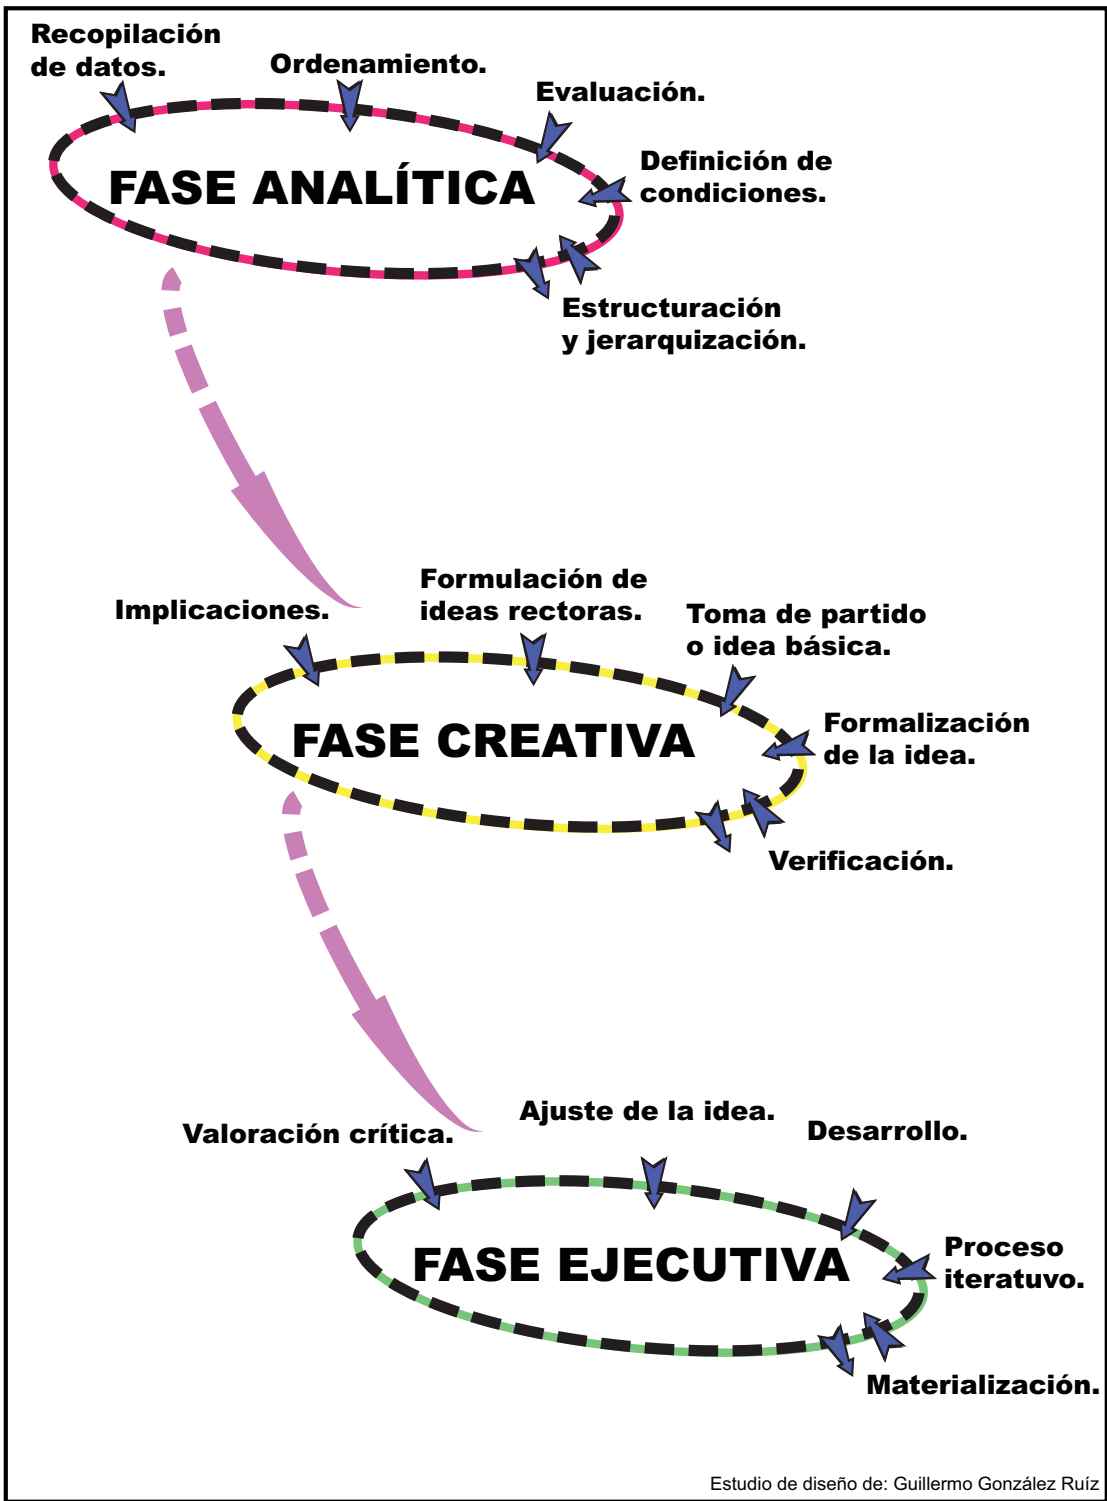 Recopilación
de datos.
Ordenamiento.
Evaluación.
Definición de
condiciones.
FASE ANALÍTICA
Estructuración
y jerarquización.
Implicaciones.
Formulación de
ideas rectoras.
Toma de partido
o idea básica.
Formalización
de la idea.
FASE CREATIVA
Verificación.
Valoración crítica.
Ajuste de la idea.
Desarrollo.
Proceso
iteratuvo.
FASE EJECUTIVA
Materialización.
Estudio de diseño de: Guillermo González Ruíz